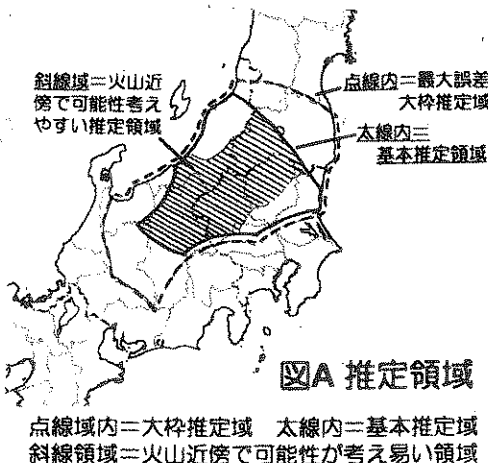 斜線域＝火山近
傍で可能性考え
やすい推定領域
点線内＝最大誤差
大枠推定域
太線内＝
基本推定領域
図A 推定領域
点線域内＝大枠推定域　太線内＝基本推定域
斜線領域＝火山近傍で可能性が考え易い領域